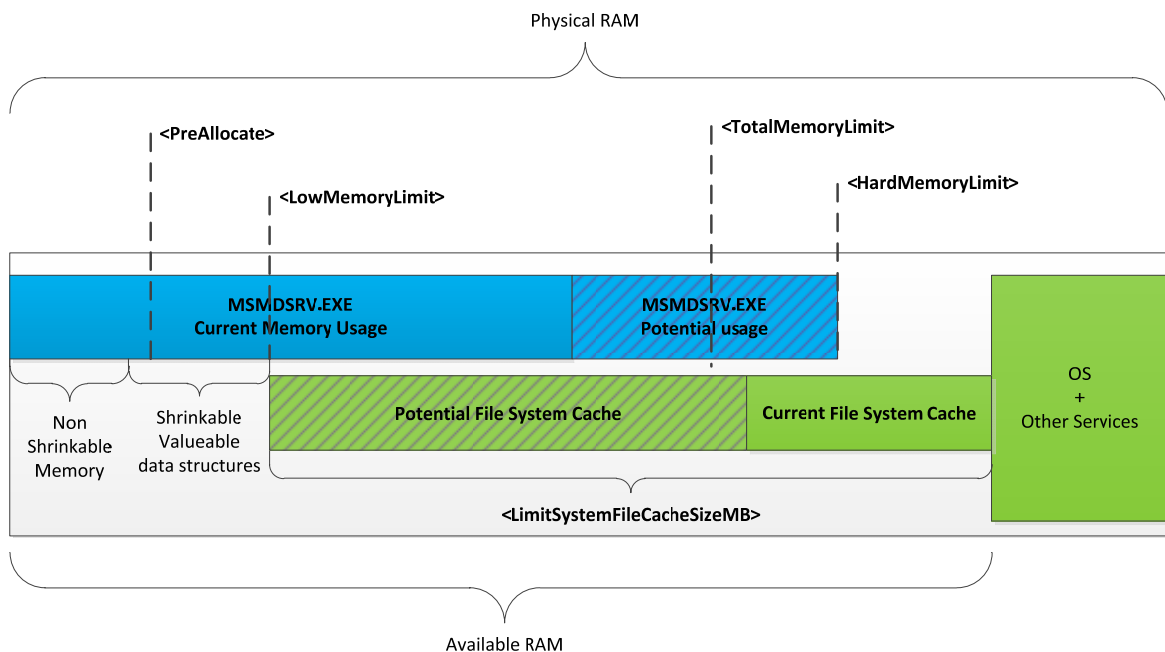 Physical RAM
<PreAllocate>
<TotalMemoryLimit>
<LowMemoryLimit>
<HardMemoryLimit>
MSMDSRV.EXE
Current Memory Usage
MSMDSRV.EXE
Potential usage
Non
Shrinkable
Memory
Shrinkable
Valueable
data structures
Potential File System Cache
Current File System Cache
OS
+
Other Services
<LimitSystemFileCacheSizeMB>
Available RAM